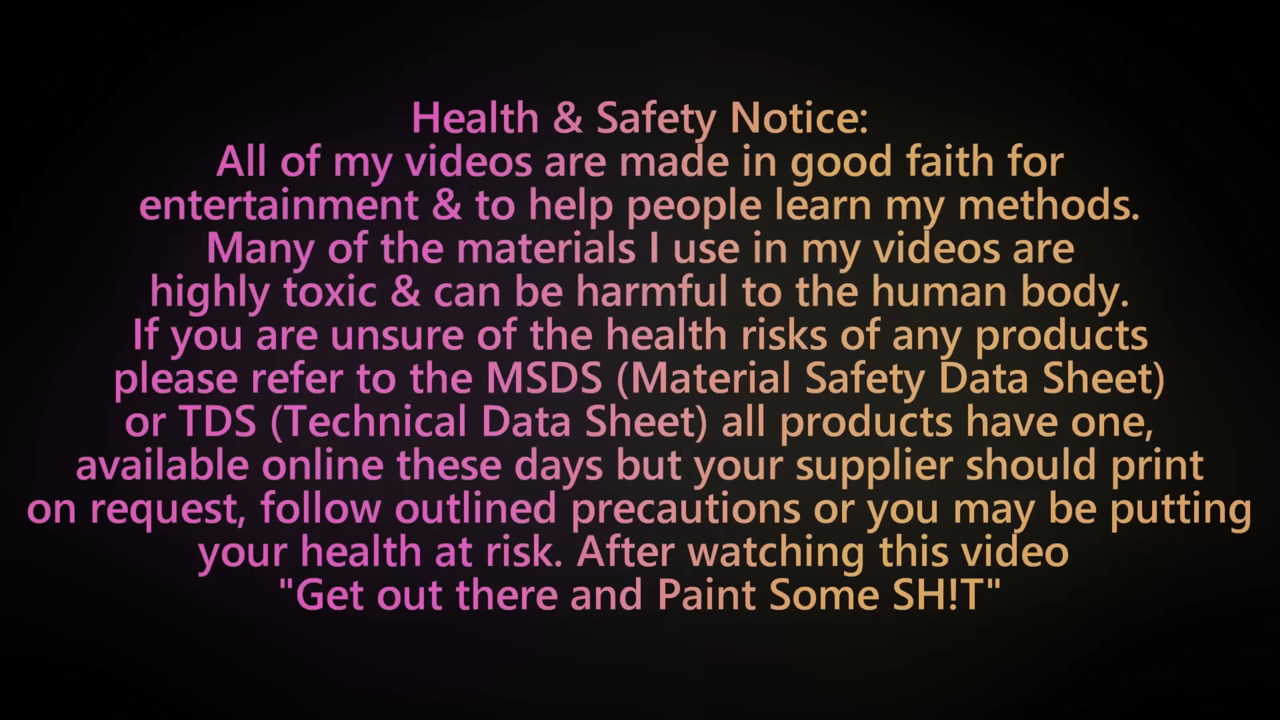 Health & Safety Notice:
All of my videos are made in good faith for
entertainment & to help people learn my methods.
Many of the materials I use in my videos are
highly toxic & can be harmful to the human body.
If you are unsure of the health risks of any products
please refer to the MSDS (Material Safety Data Sheet)
or TDS (Technical Data Sheet) all products have one,
available online these days but your supplier should print
on request, follow outlined precautions or you may be putting
your health at risk. After watching this video
"Get out there and Paint Some SH!T"